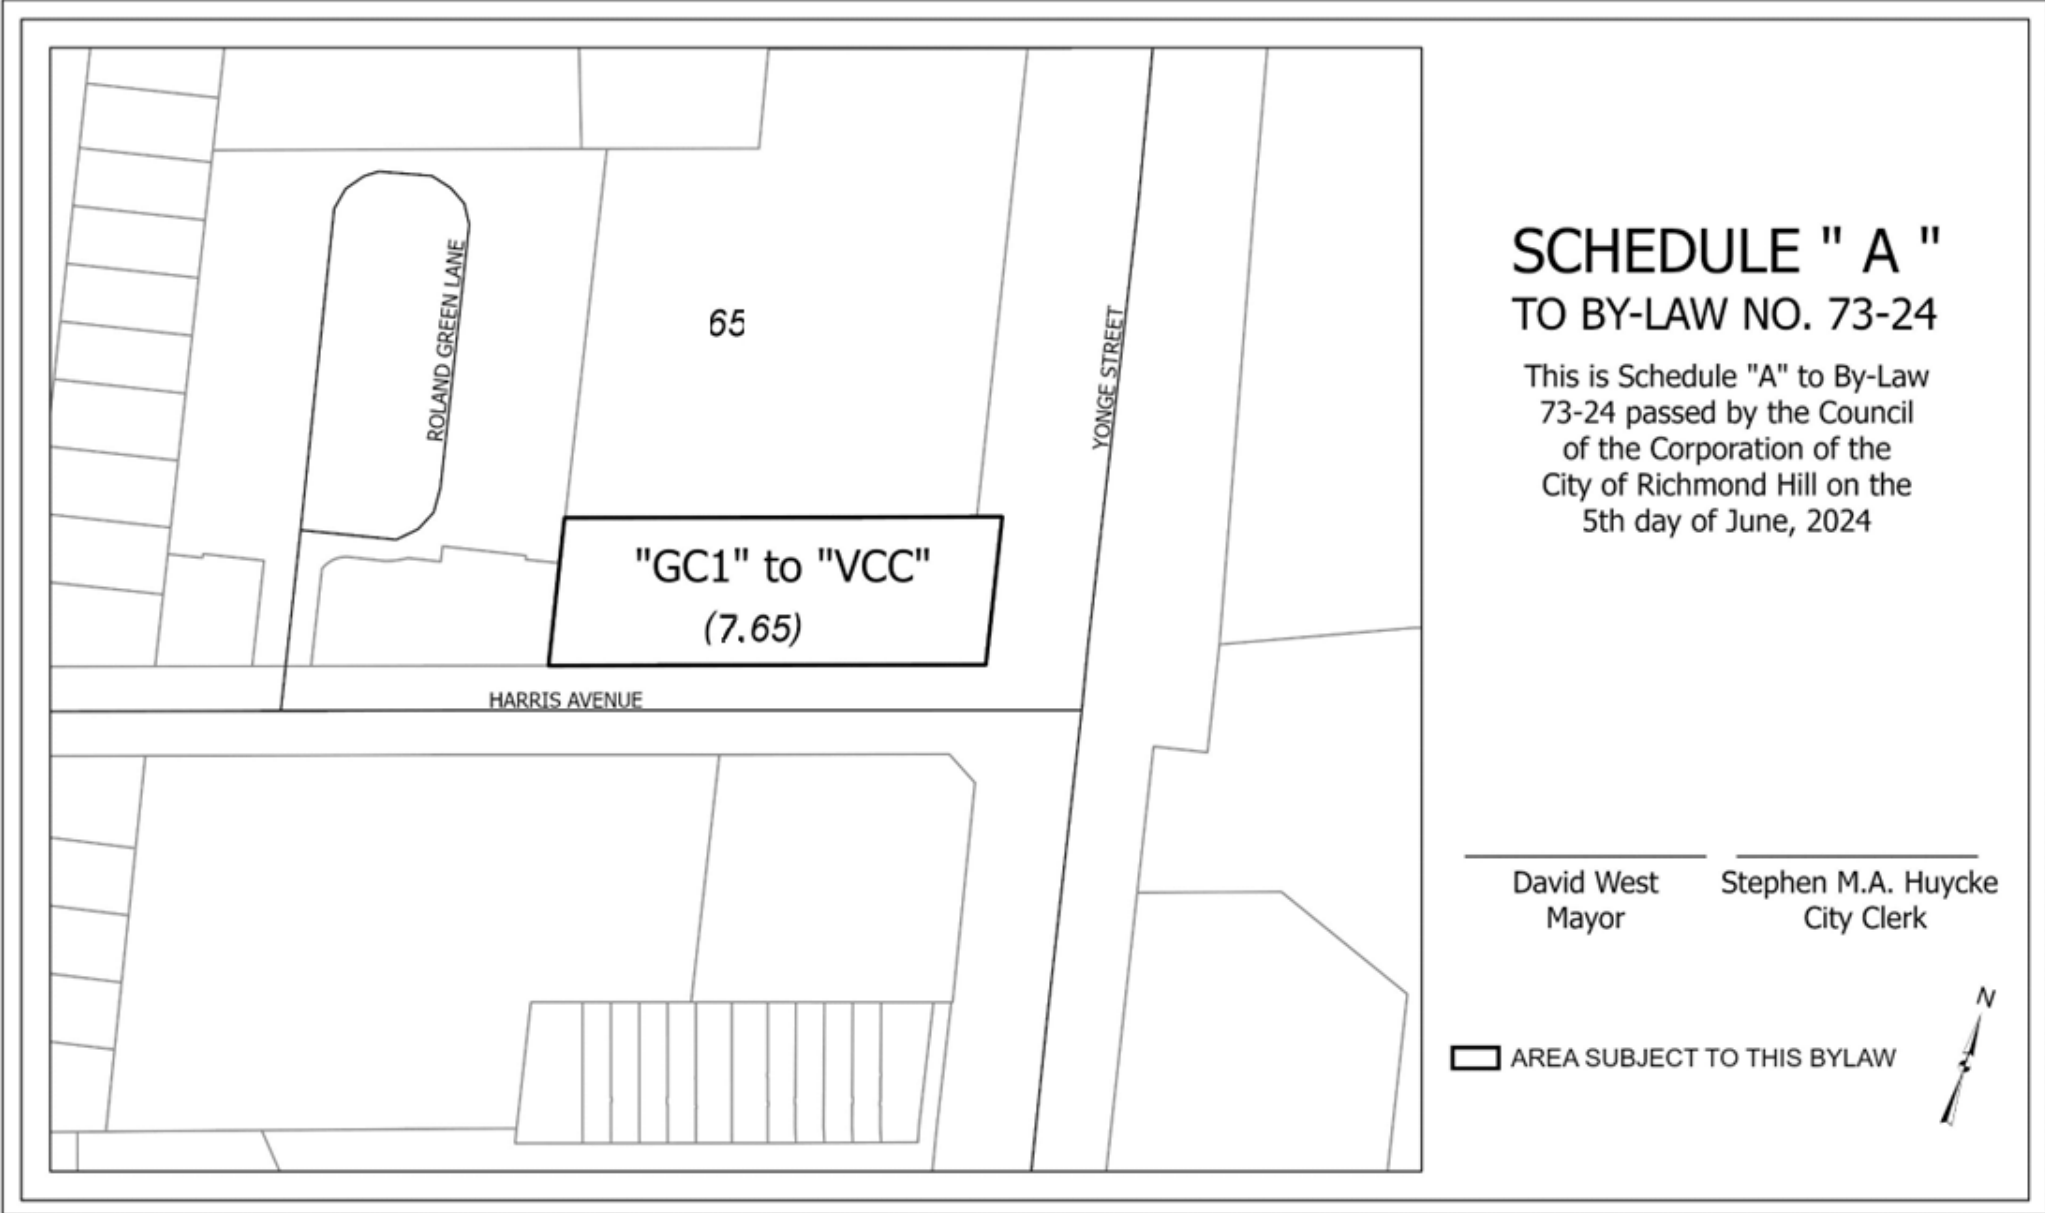 ROLAND GREEN LANE
65
YONGE STREET
"GC1" to "VCC"
(7.65)
HARRIS AVENUE
SCHEDULE " A "
TO BY-LAW NO. 73-24
This is Schedule "A" to By-Law
73-24 passed by the Council
of the Corporation of the
City of Richmond Hill on the
5th day of June, 2024
David West
Mayor
Stephen M.A. Huycke
City Clerk
N
AREA SUBJECT TO THIS BYLAW